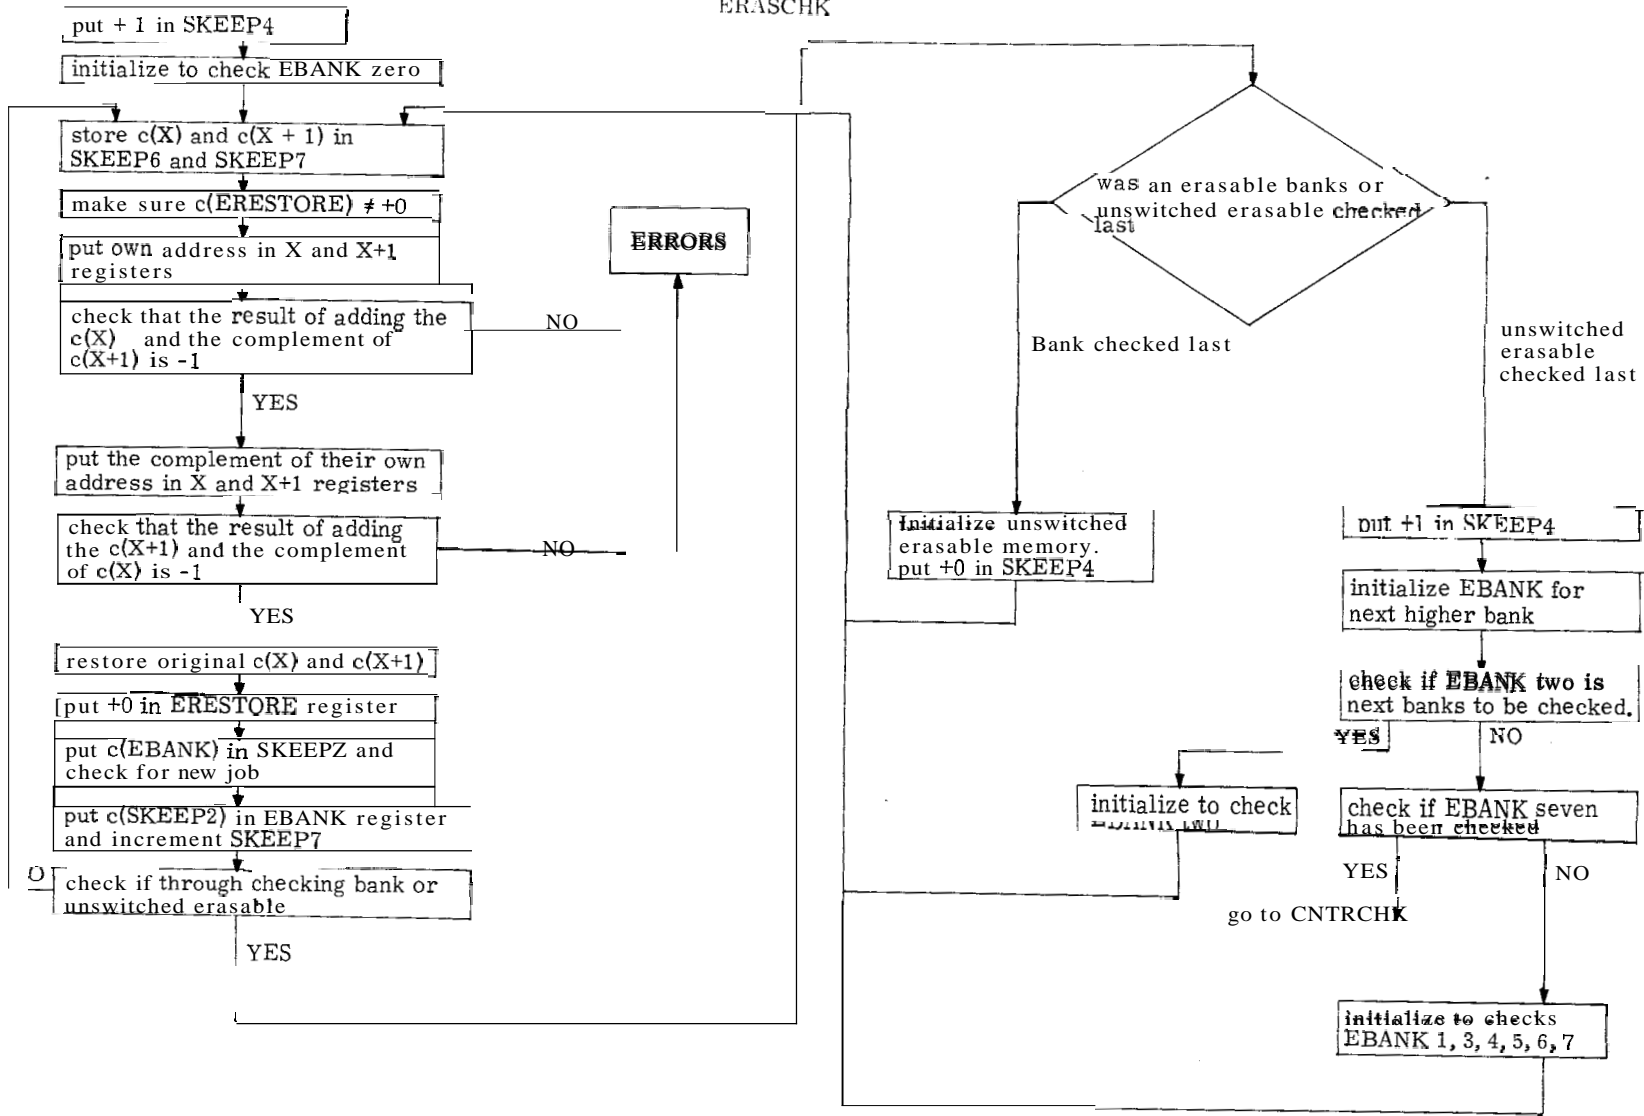 ERASCHK
put + 1 in SKEEP4
initialize to check EBANK zero
store c(X) and c(X + 1) in
SKEEP6 and SKEEP7
make sure c(ERESTORE) ≠ +0
put own address in X and X+1
registers
check that the result of adding the
c(X) and the complement of
c(X+1) is -1
NO
YES
ERRORS
put the complement of their own
address in X and X+1 registers
check that the result of adding
the c(X+1) and the complement
of c(X) is -1
NO
YES
restore original c(X) and c(X+1)
put +0 in ERESTORE register
put c(EBANK) in SKEEPZ and
check for new job
put c(SKEEP2) in EBANK register
and increment SKEEP7
O
check if through checking bank or
unswitched erasable
YES
was an erasable banks or
unswitched erasable checked
last
Bank checked last
unswitched
erasable
checked last
Initialize unswitched
erasable memory.
put +0 in SKEEP4
put +1 in SKEEP4
initialize EBANK for
next higher bank
check if EBANK two is
next banks to be checked.
YES
NO
initialize to check
EBANK two
check if EBANK seven
has been checked
YES
NO
go to CNTRCHK
initialize to checks
EBANK 1, 3, 4, 5, 6, 7